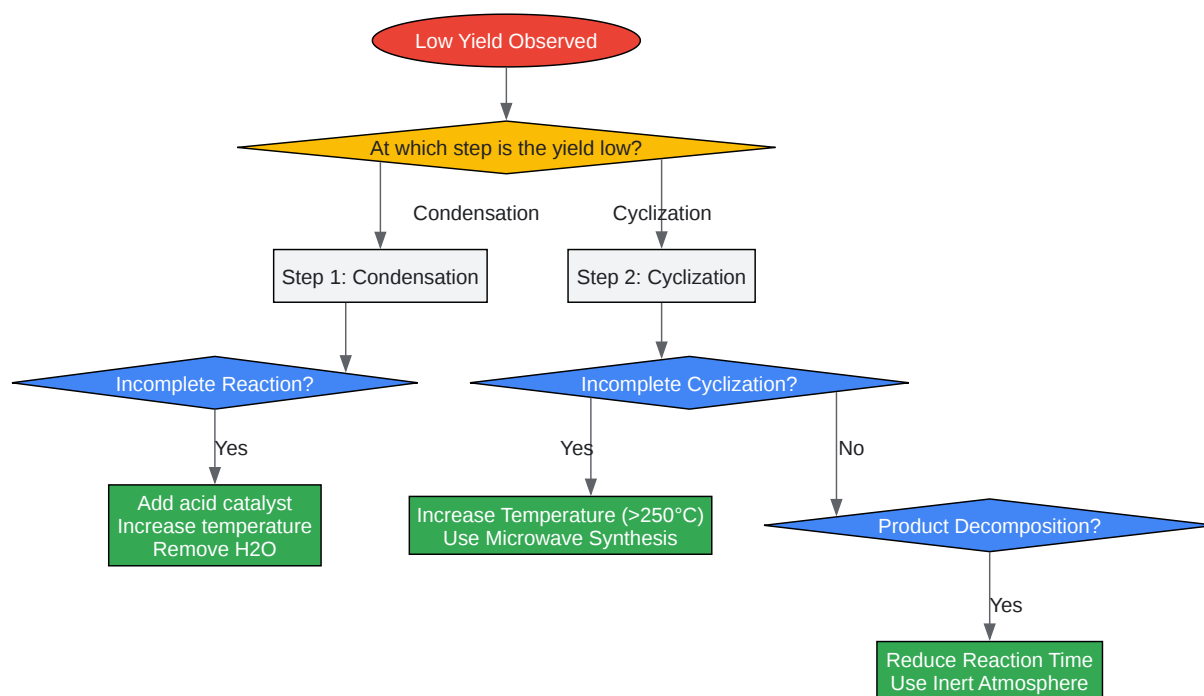 Low Yield Observed
At which step is the yield low?
Condensation
Cyclization
Step 1: Condensation
Step 2: Cyclization
Incomplete Reaction?
Incomplete Cyclization?
Yes
Yes
No
Add acid catalyst
Increase temperature
Remove H2O
Increase Temperature (>250°C)
Use Microwave Synthesis
Product Decomposition?
Yes
Reduce Reaction Time
Use Inert Atmosphere